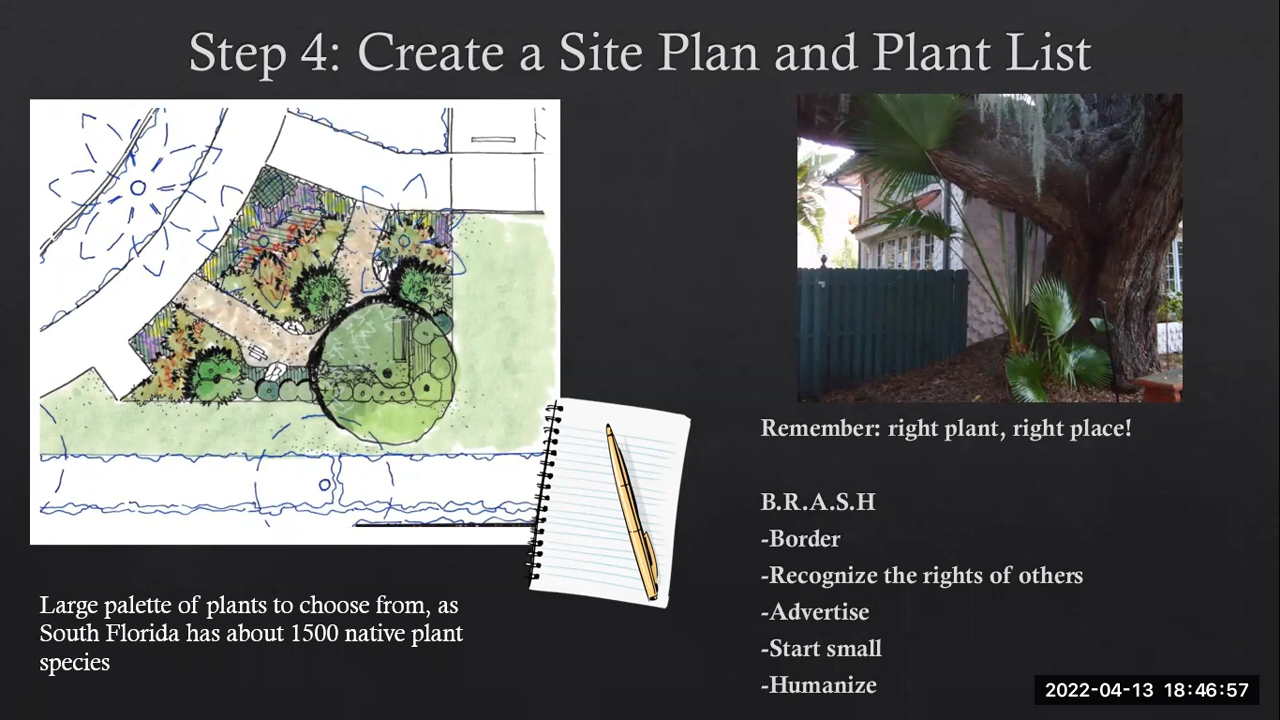 Step 4: Create a Site Plan and Plant List
Remember: right plant, right place!
B.R.A.S.H
-Border
-Recognize the rights of others
-Advertise
-Start small
-Humanize
Large palette of plants to choose from, as
South Florida has about 1500 native plant
species
2022-04-13 18:46:57